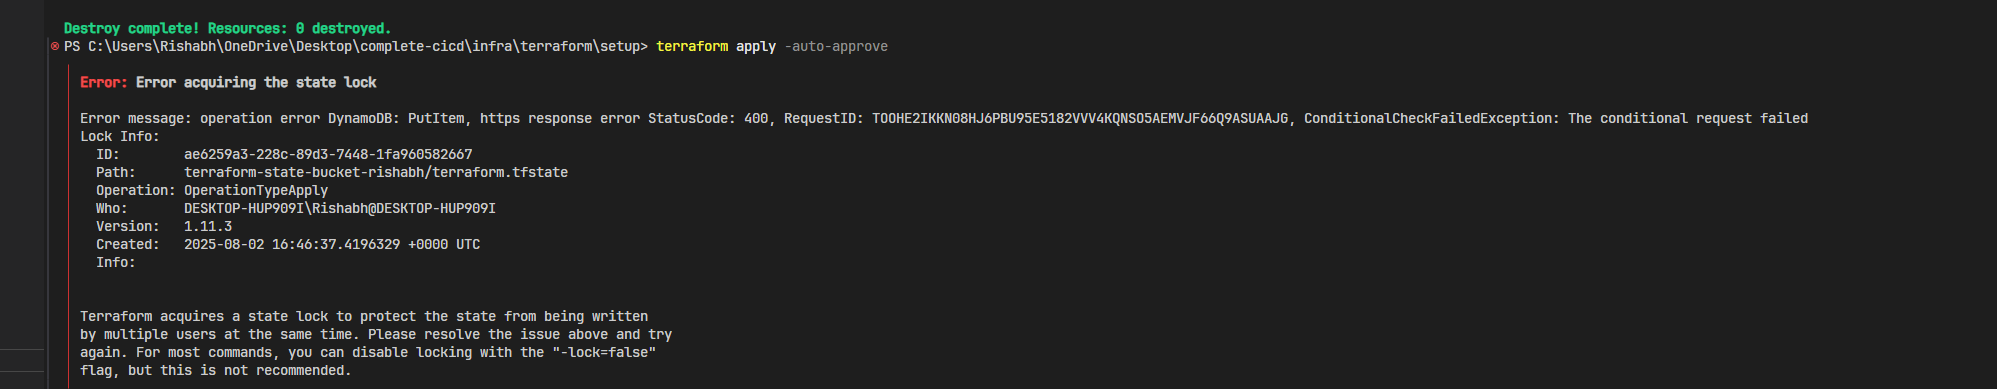 Destroy complete! Resources: 0 destroyed.
PS C:\Users\Rishabh\OneDrive\Desktop\complete-cicd\infra\terraform\setup> terraform apply -auto-approve
Error: Error acquiring the state lock
Error message: operation error DynamoDB: PutItem, https response error StatusCode: 400, RequestID: TOOHE2IKKN08HJ6PBU95E5182VVV4KQNSO5AEMVJF66Q9ASUAAJG, ConditionalCheckFailedException: The conditional request failed
Lock Info:
  ID:        ae6259a3-228c-89d3-7448-1fa960582667
  Path:      terraform-state-bucket-rishabh/terraform.tfstate
  Operation: OperationTypeApply
  Who:       DESKTOP-HUP909I\Rishabh@DESKTOP-HUP909I
  Version:   1.11.3
  Created:   2025-08-02 16:46:37.4196329 +0000 UTC
  Info:
Terraform acquires a state lock to protect the state from being written
by multiple users at the same time. Please resolve the issue above and try
again. For most commands, you can disable locking with the "-lock=false"
flag, but this is not recommended.